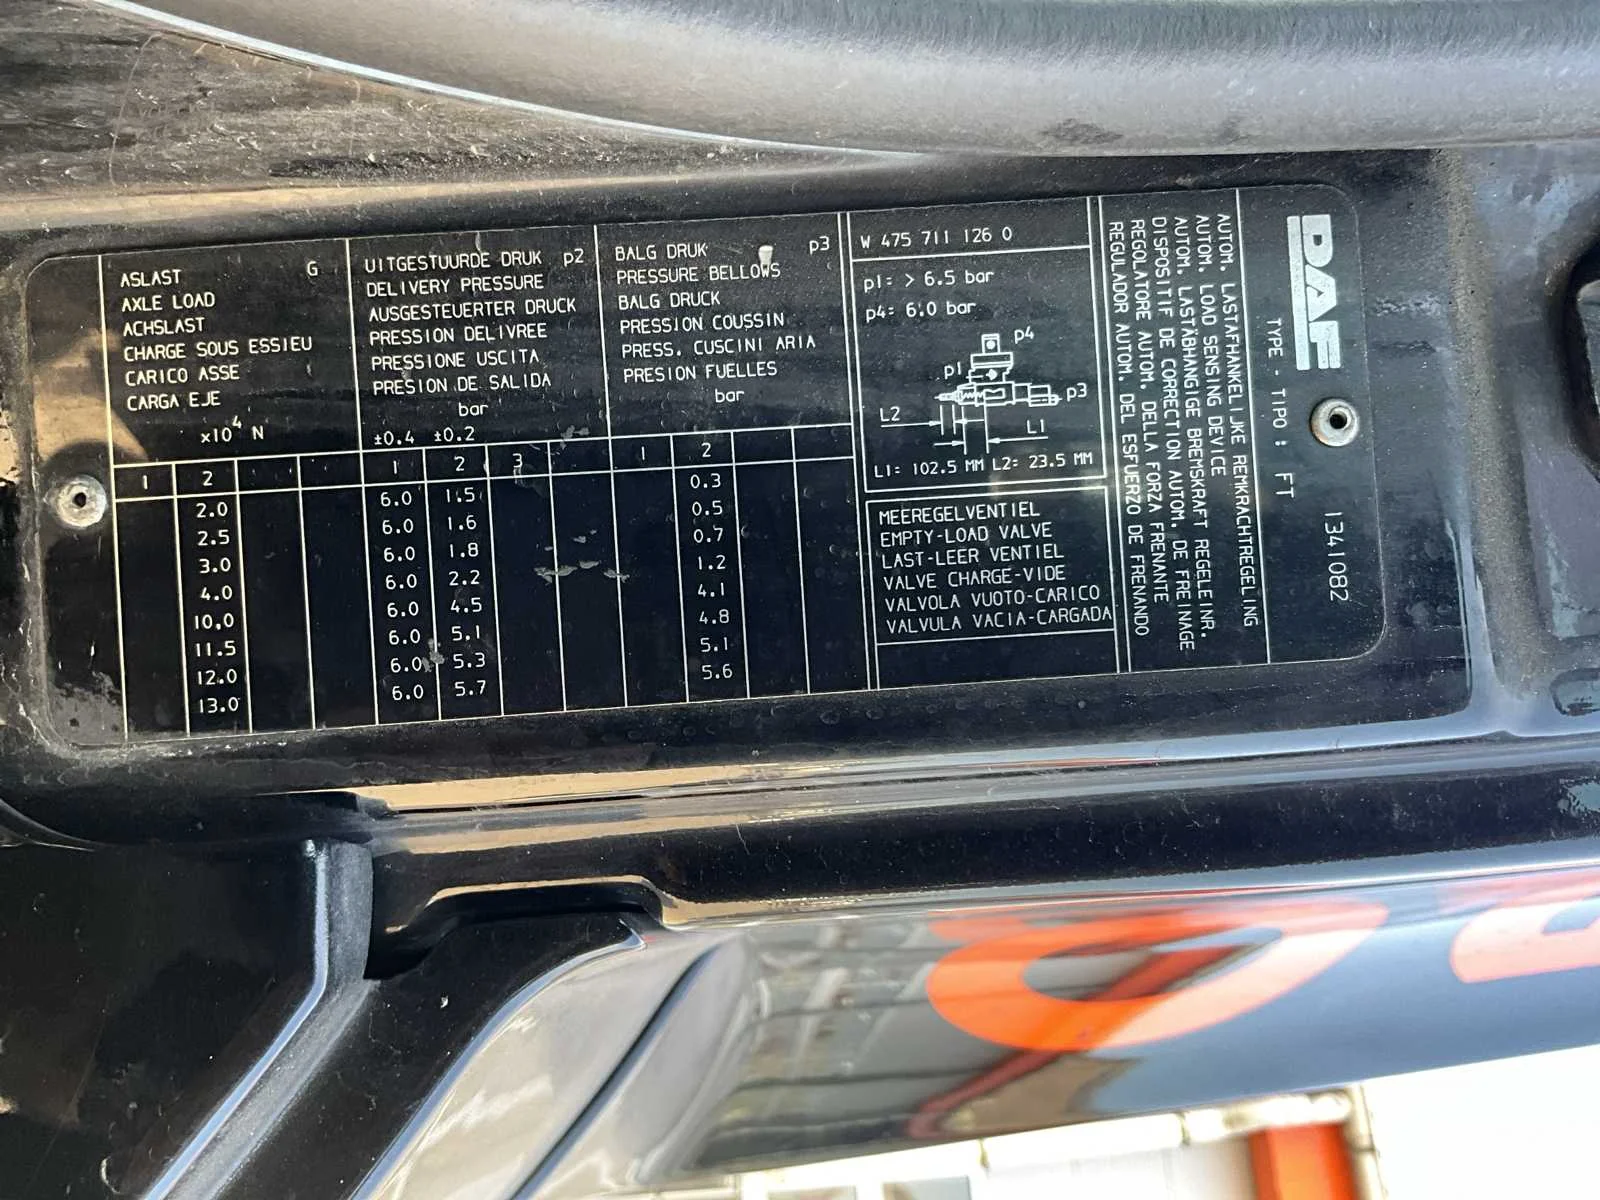 ASLAST G
AXLE LOAD
ACHSLAST
CHARGE SOUS ESSIEU
CARICO ASSE
CARGA EJE
x10⁴ N
UITGESTUURDE DRUK p2
DELIVERY PRESSURE
AUSGESTEUERTER DRUCK
PRESSION DELIVREE
PRESSIONE USCITA
PRESION DE SALIDA
bar
±0.4 ±0.2
BALG DRUK p3
PRESSURE BELLOWS
BALG DRUCK
PRESSION COUSSIN
PRESS. CUSCINI ARIA
PRESION FUELLES
bar
1 2 1 2 3 1 2
2.0 6.0 1.5 0.3
2.5 6.0 1.6 0.5
3.0 6.0 1.8 0.7
4.0 6.0 2.2 1.2
10.0 6.0 4.5 4.1
11.5 6.0 5.1 4.8
12.0 6.0 5.3 5.1
13.0 6.0 5.7 5.6
W 475 711 126 0
p1= > 6.5 bar
p4= 6.0 bar
p4
p1
p3
L2
L1
L1= 102.5 MM L2= 23.5 MM
MEEREGELVENTIEL
EMPTY-LOAD VALVE
LAST-LEER VENTIEL
VALVE CHARGE-VIDE
VALVOLA VUOTO-CARICO
VALVULA VACIA-CARGADA
DAF
TYPE - TIPO: FT 1341082
AUTOM. LASTAFHANKELIJKE REMKRACHTREGELING
AUTOM. LOAD SENSING DEVICE
AUTOM. LASTABHANGIGE BREMSKRAFT REGELEINR.
DISPOSITIF DE CORRECTION AUTOM. DE FREINAGE
REGOLATORE AUTOM. DELLA FORZA FRENANTE
REGULADOR AUTOM. DEL ESFUERZO DE FRENANDO